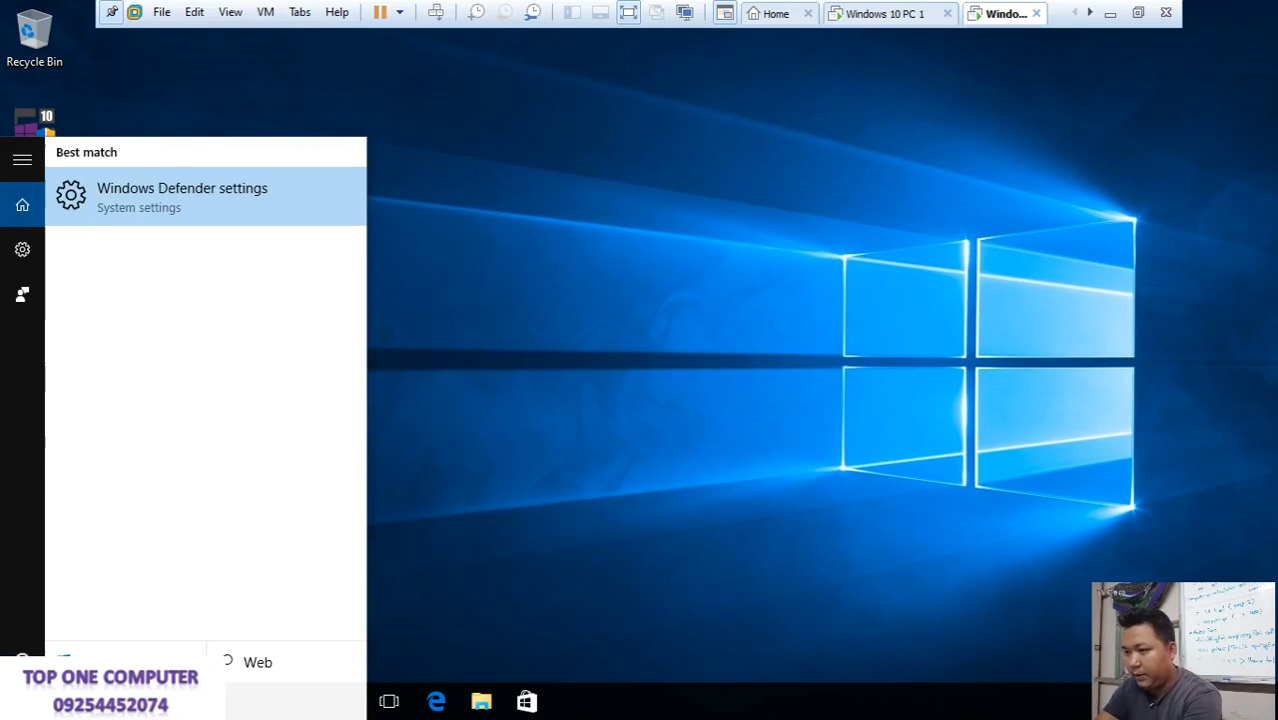 File Edit View VM Tabs Help
Home
Windows 10 PC 1
Windo...
Recycle Bin
10
Best match
Windows Defender settings
System settings
Web
TOP ONE COMPUTER
09254452074